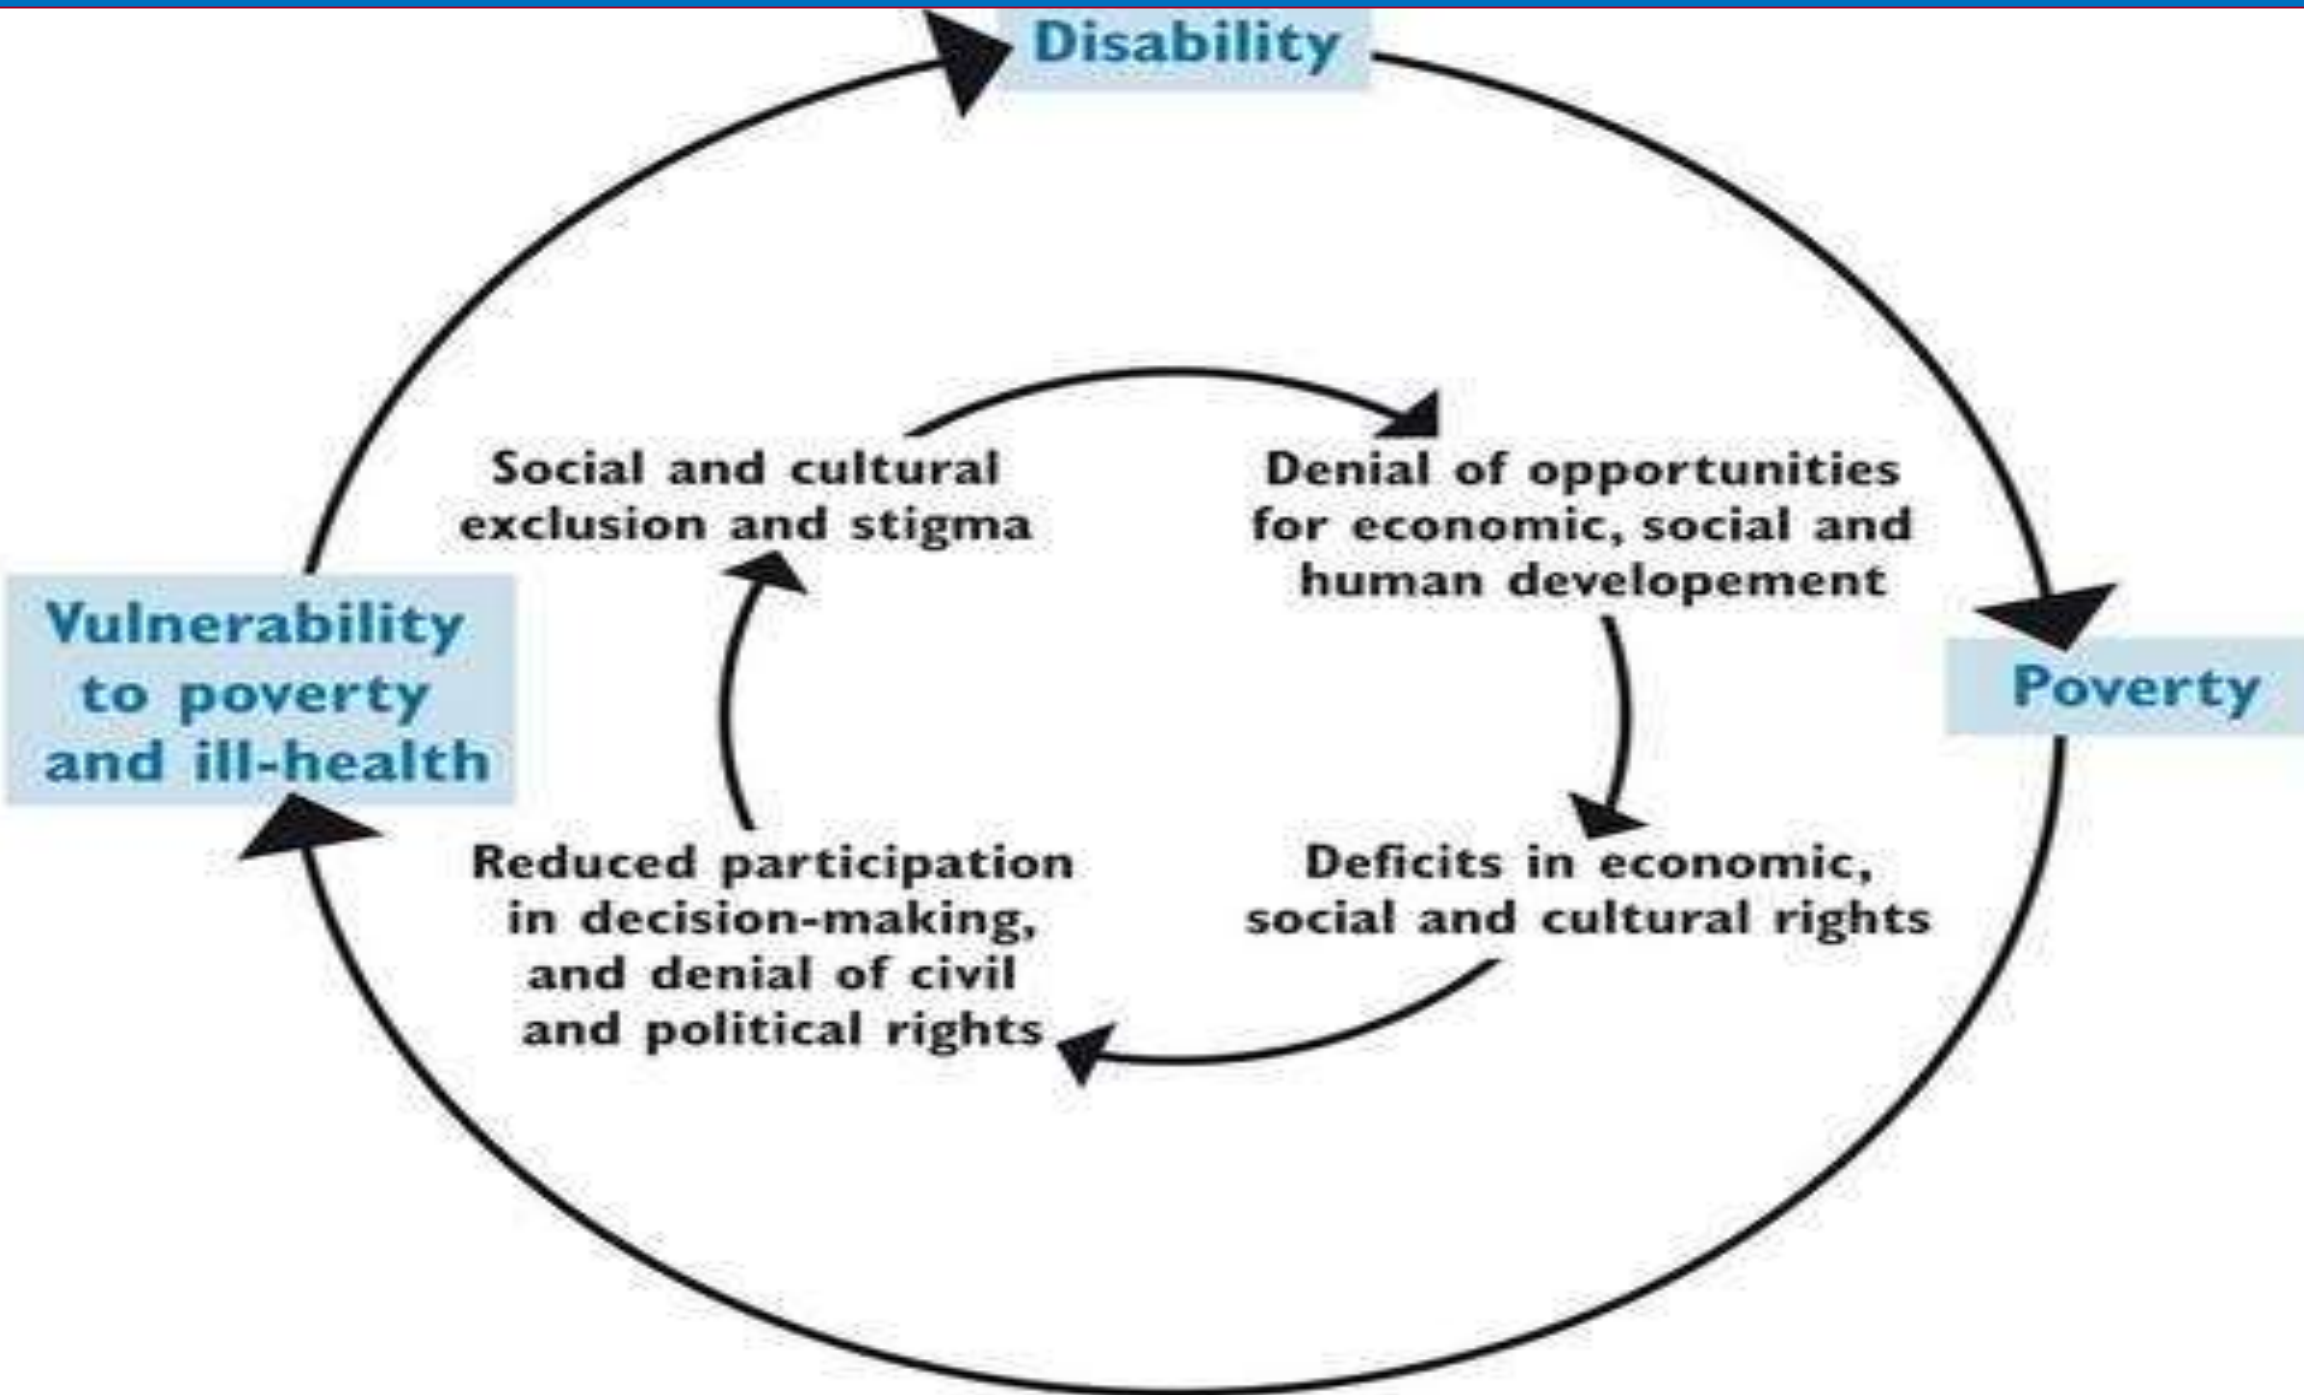 Disability
Social and cultural
exclusion and stigma
Denial of opportunities
for economic, social and
human developement
Vulnerability
to poverty
and ill-health
Poverty
Reduced participation
in decision-making,
and denial of civil
and political rights
Deficits in economic,
social and cultural rights